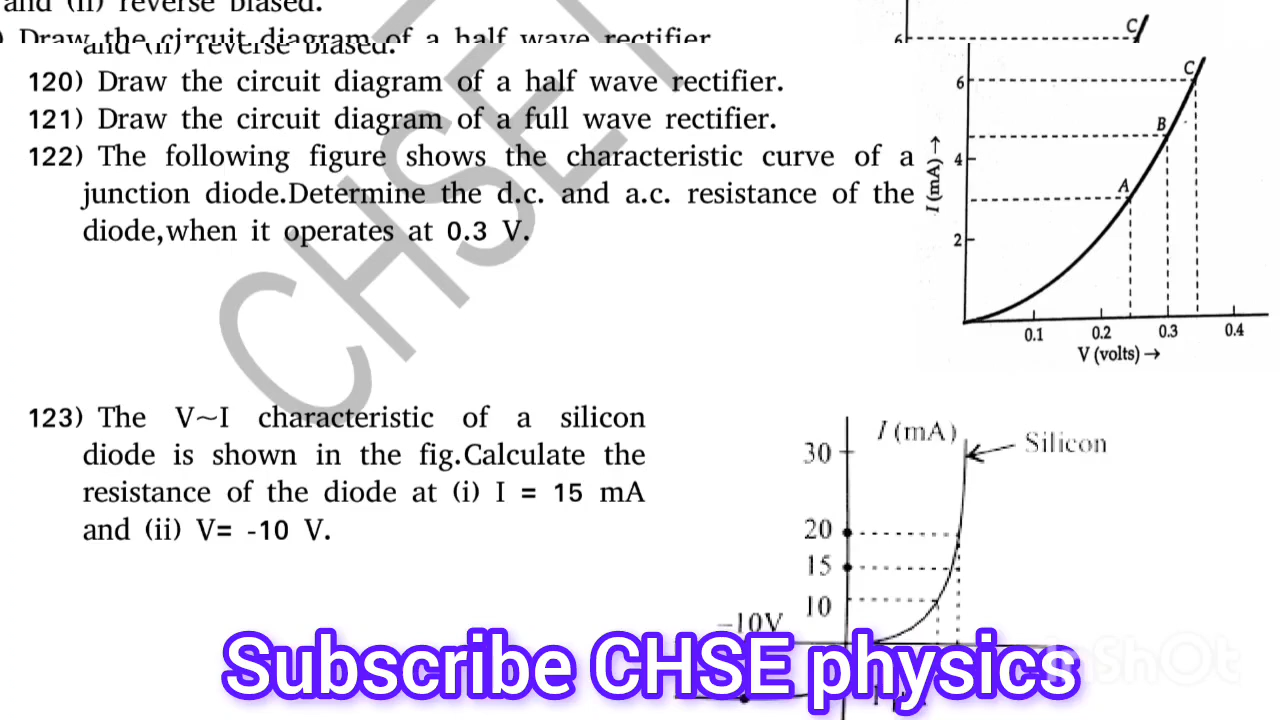 and (ii) reverse biased.
) Draw the circuit diagram of a half wave rectifier
and (ii) reverse biased.
120) Draw the circuit diagram of a half wave rectifier.
121) Draw the circuit diagram of a full wave rectifier.
122) The following figure shows the characteristic curve of a
junction diode.Determine the d.c. and a.c. resistance of the
diode,when it operates at 0.3 V.
C
6
C
6
B
I (mA) →
4
A
2
0.1 0.2 0.3 0.4
V (volts) →
CHSE
123) The V~I characteristic of a silicon
diode is shown in the fig.Calculate the
resistance of the diode at (i) I = 15 mA
and (ii) V= -10 V.
I (mA)
Silicon
30
20
15
10
–10V
Subscribe CHSE physics
InShOt